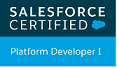 SALESFORCE
CERTIFIED
Platform Developer I